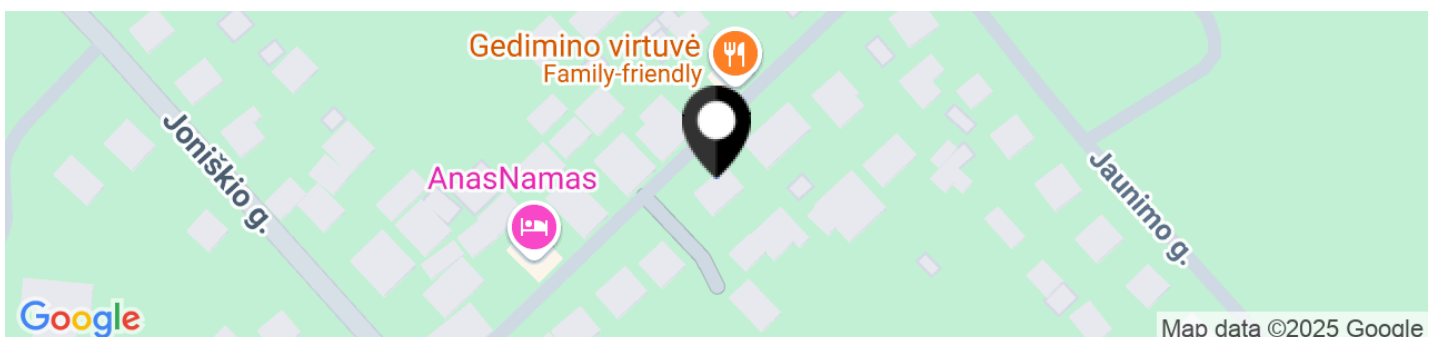 Gedimino virtuvė
Family-friendly
Joniškio g.
AnasNamas
Jaunimo g.
Google
Map data ©2025 Google